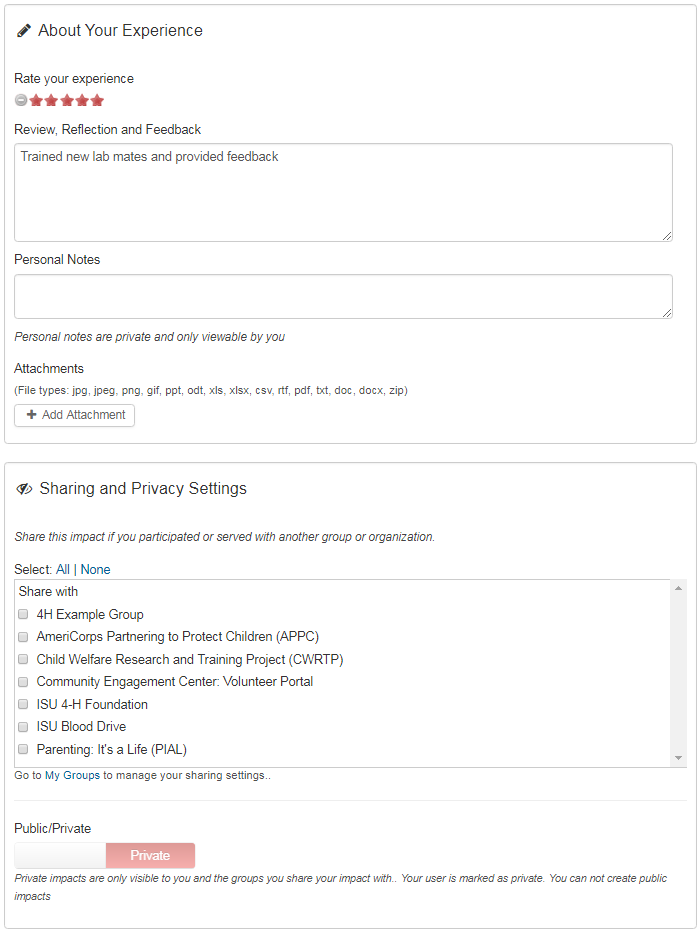 About Your Experience
Rate your experience
Review, Reflection and Feedback
Trained new lab mates and provided feedback
Personal Notes
Personal notes are private and only viewable by you
Attachments
(File types: jpg, jpeg, png, gif, ppt, odt, xls, xlsx, csv, rtf, pdf, txt, doc, docx, zip)
+ Add Attachment
Sharing and Privacy Settings
Share this impact if you participated or served with another group or organization.
Select: All | None
Share with
4H Example Group
AmeriCorps Partnering to Protect Children (APPC)
Child Welfare Research and Training Project (CWRTP)
Community Engagement Center: Volunteer Portal
ISU 4-H Foundation
ISU Blood Drive
Parenting: It's a Life (PIAL)
Go to My Groups to manage your sharing settings..
Public/Private
Private
Private impacts are only visible to you and the groups you share your impact with.. Your user is marked as private. You can not create public
impacts